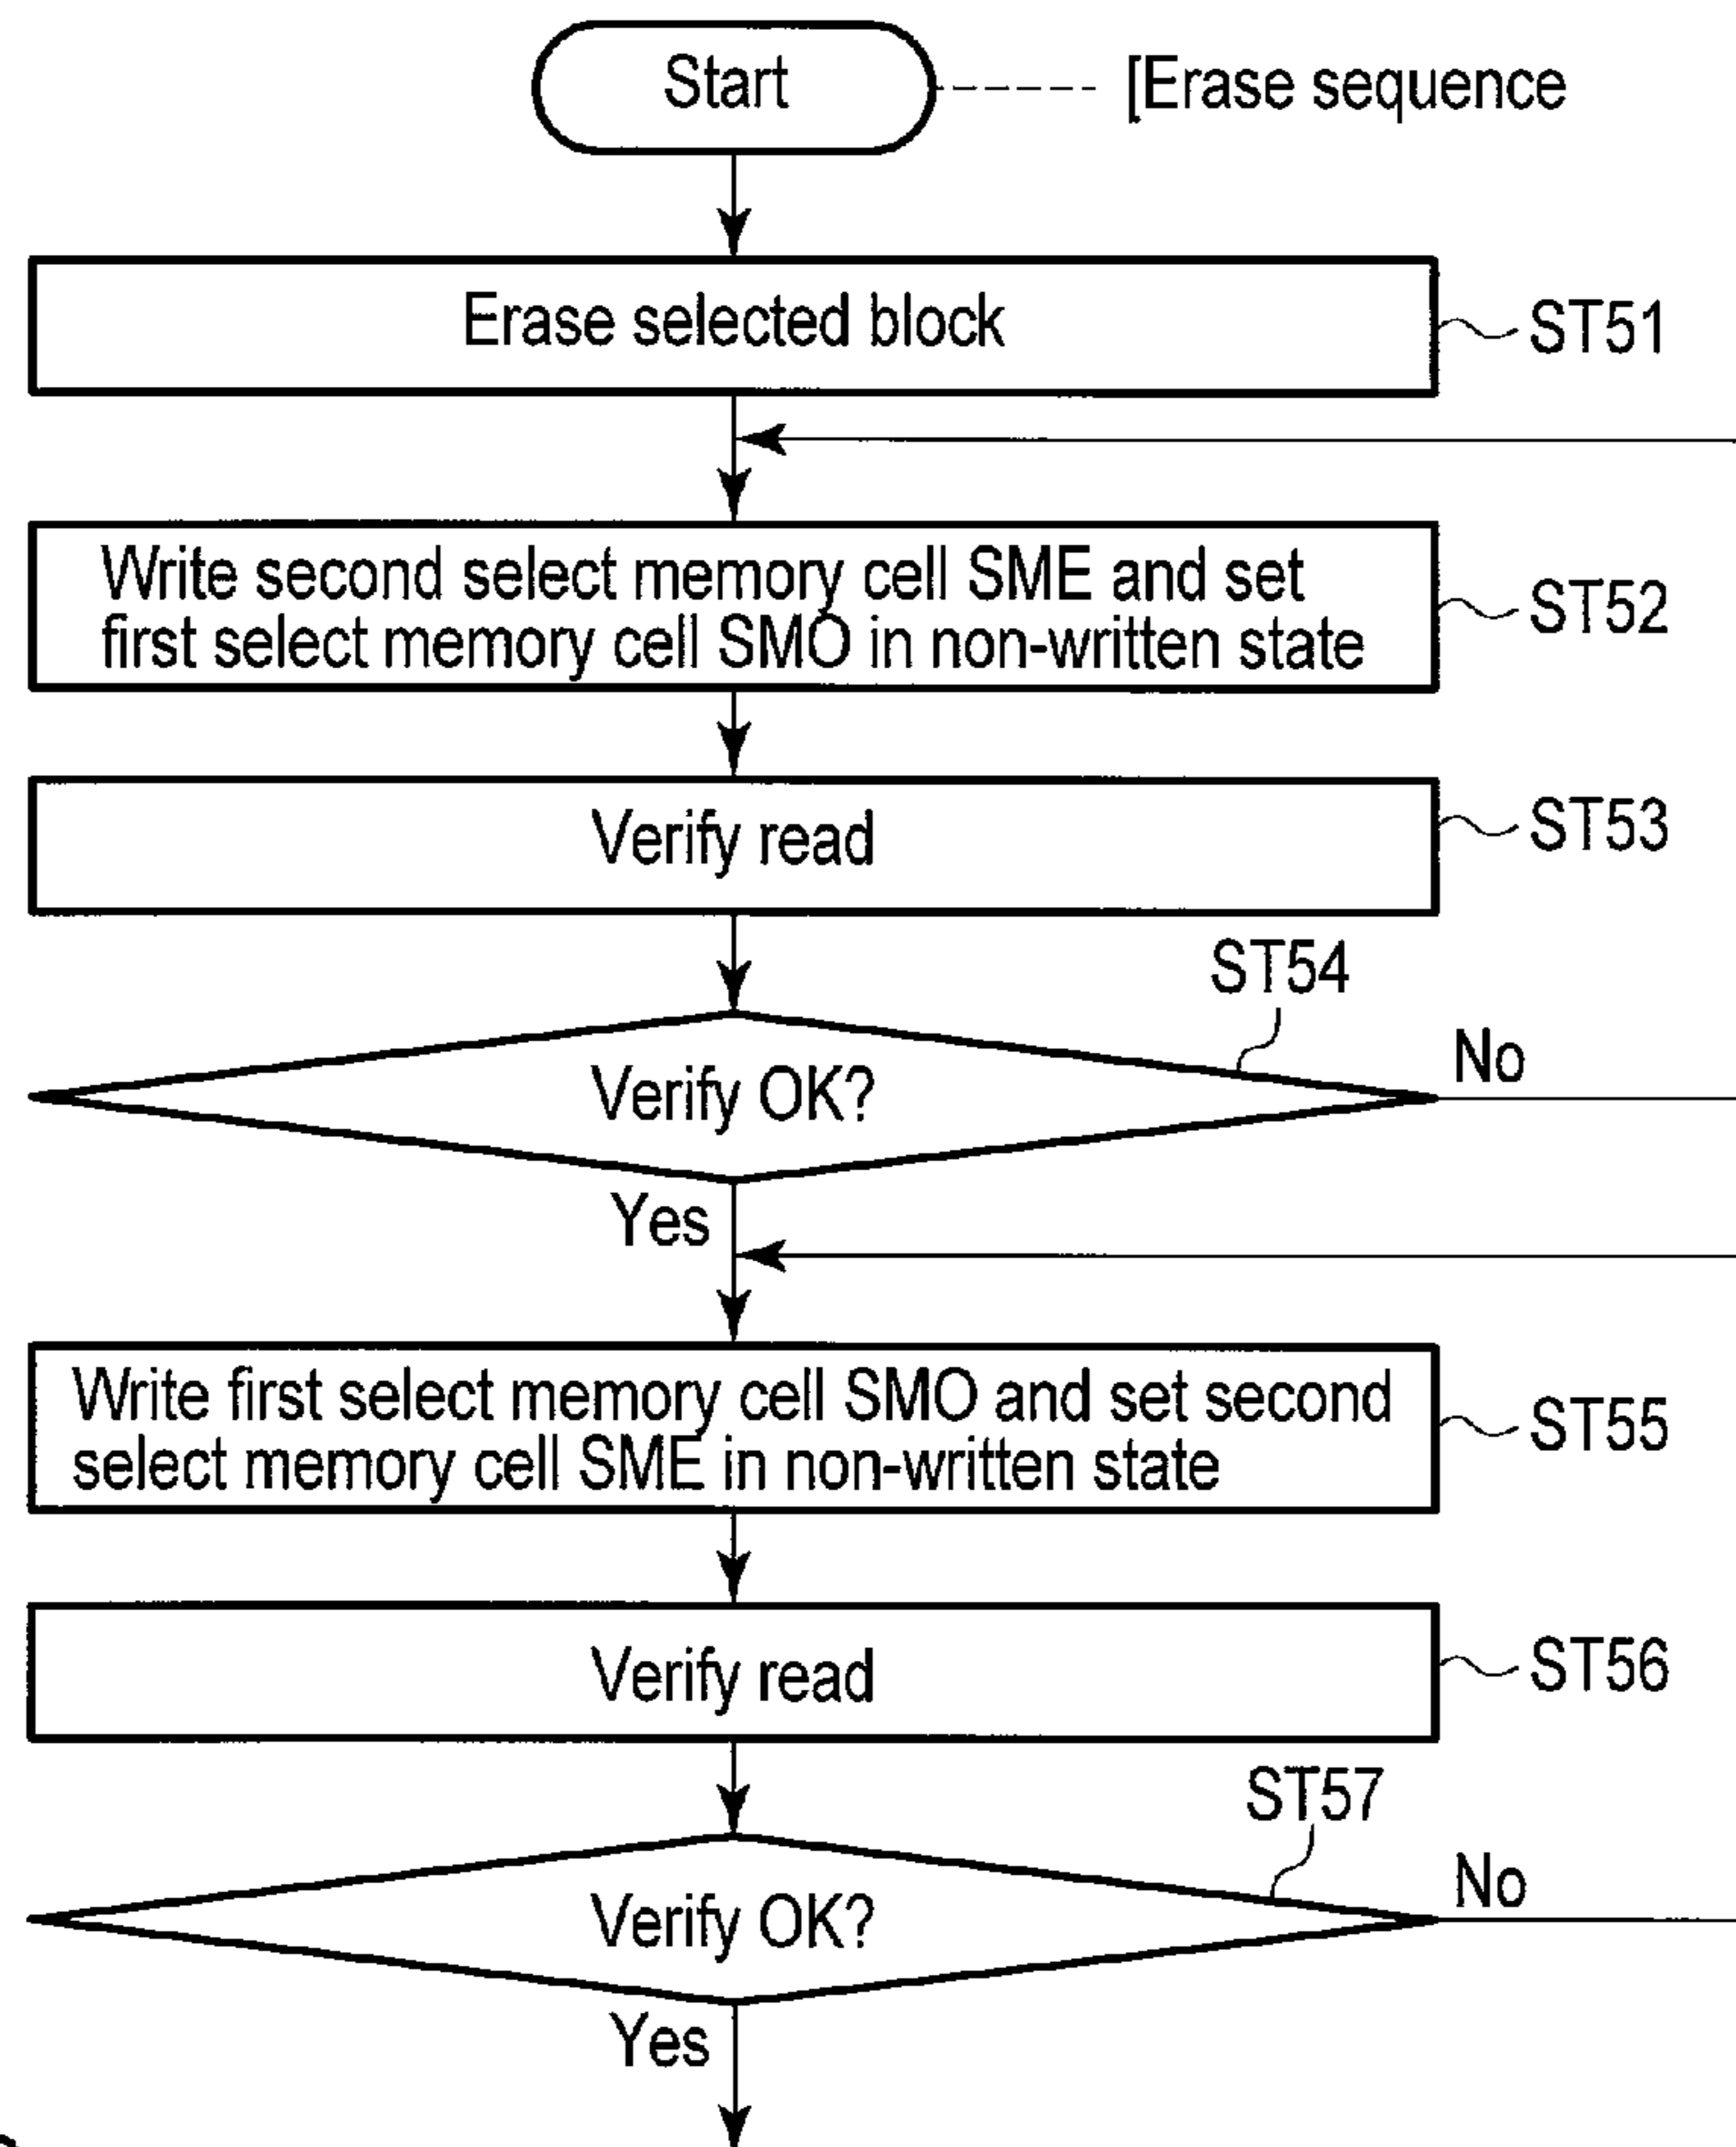 Start
[Erase sequence
Erase selected block
ST51
Write second select memory cell SME and set
first select memory cell SMO in non-written state
ST52
Verify read
ST53
ST54
Verify OK?
No
Yes
Write first select memory cell SMO and set second
select memory cell SME in non-written state
ST55
Verify read
ST56
ST57
Verify OK?
No
Yes